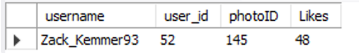 username user_id photoID Likes
Zack_Kemmer93 52 145 48